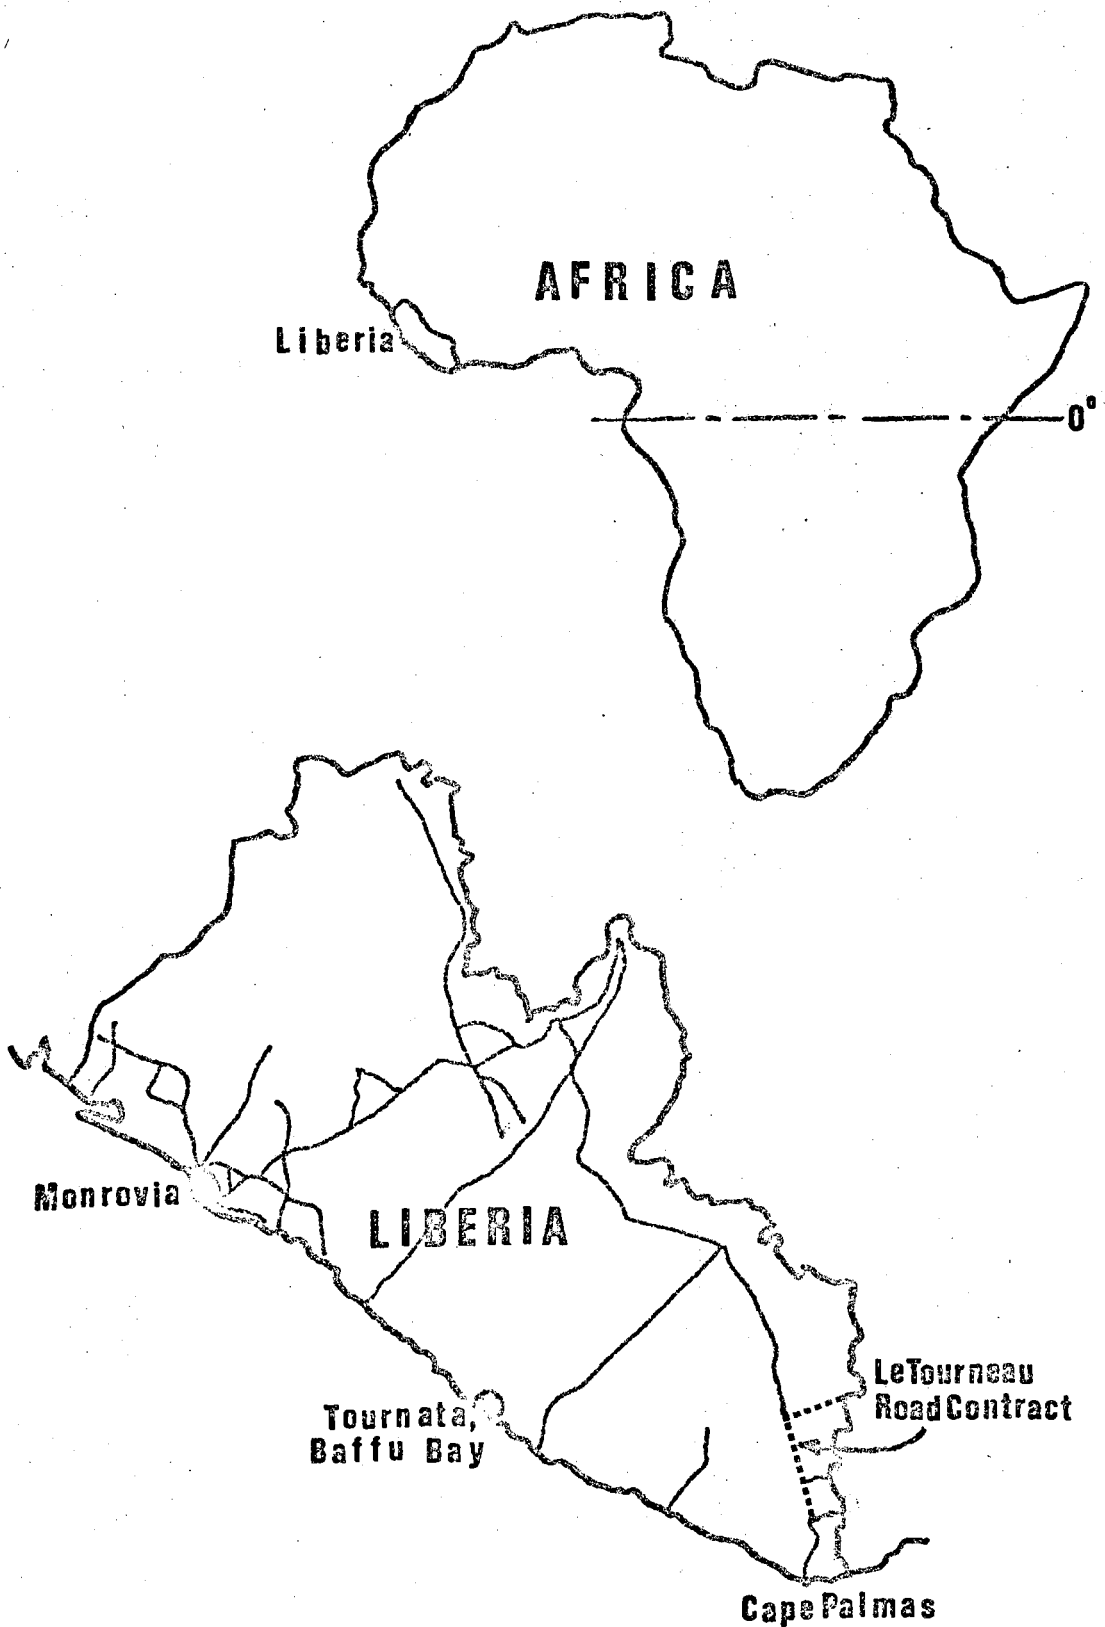 AFRICA
Liberia
0°
Monrovia
LIBERIA
LeTourneau
Road Contract
Tournata,
Baffu Bay
Cape Palmas